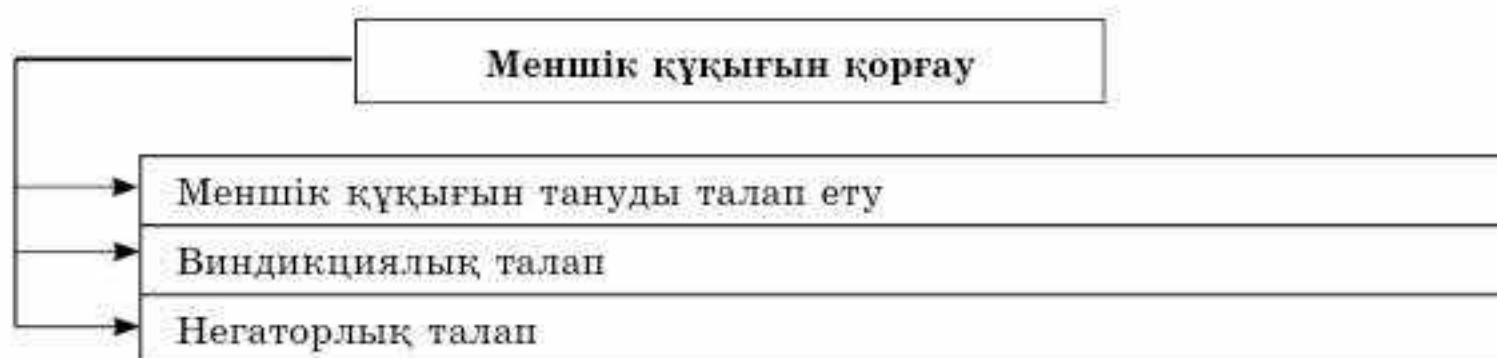 Меншік құқығын қорғау
Меншік құқығын тануды талап ету
Виндикциялық талап
Негаторлық талап